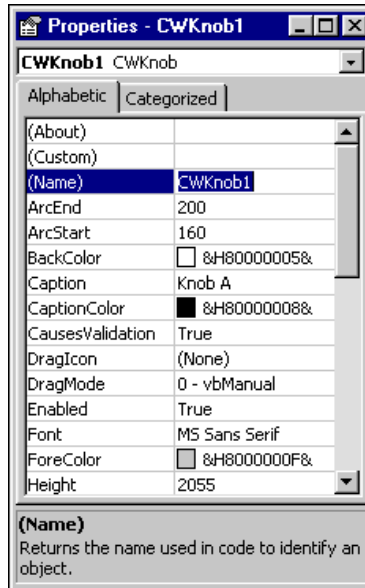 Properties - CWKnob1
CWKnob1 CWKnob
Alphabetic Categorized
(About)
(Custom)
(Name) CWKnob1
ArcEnd 200
ArcStart 160
BackColor &H80000005&
Caption Knob A
CaptionColor &H80000008&
CausesValidation True
DragIcon (None)
DragMode 0 - vbManual
Enabled True
Font MS Sans Serif
ForeColor &H8000000F&
Height 2055
(Name)
Returns the name used in code to identify an
object.